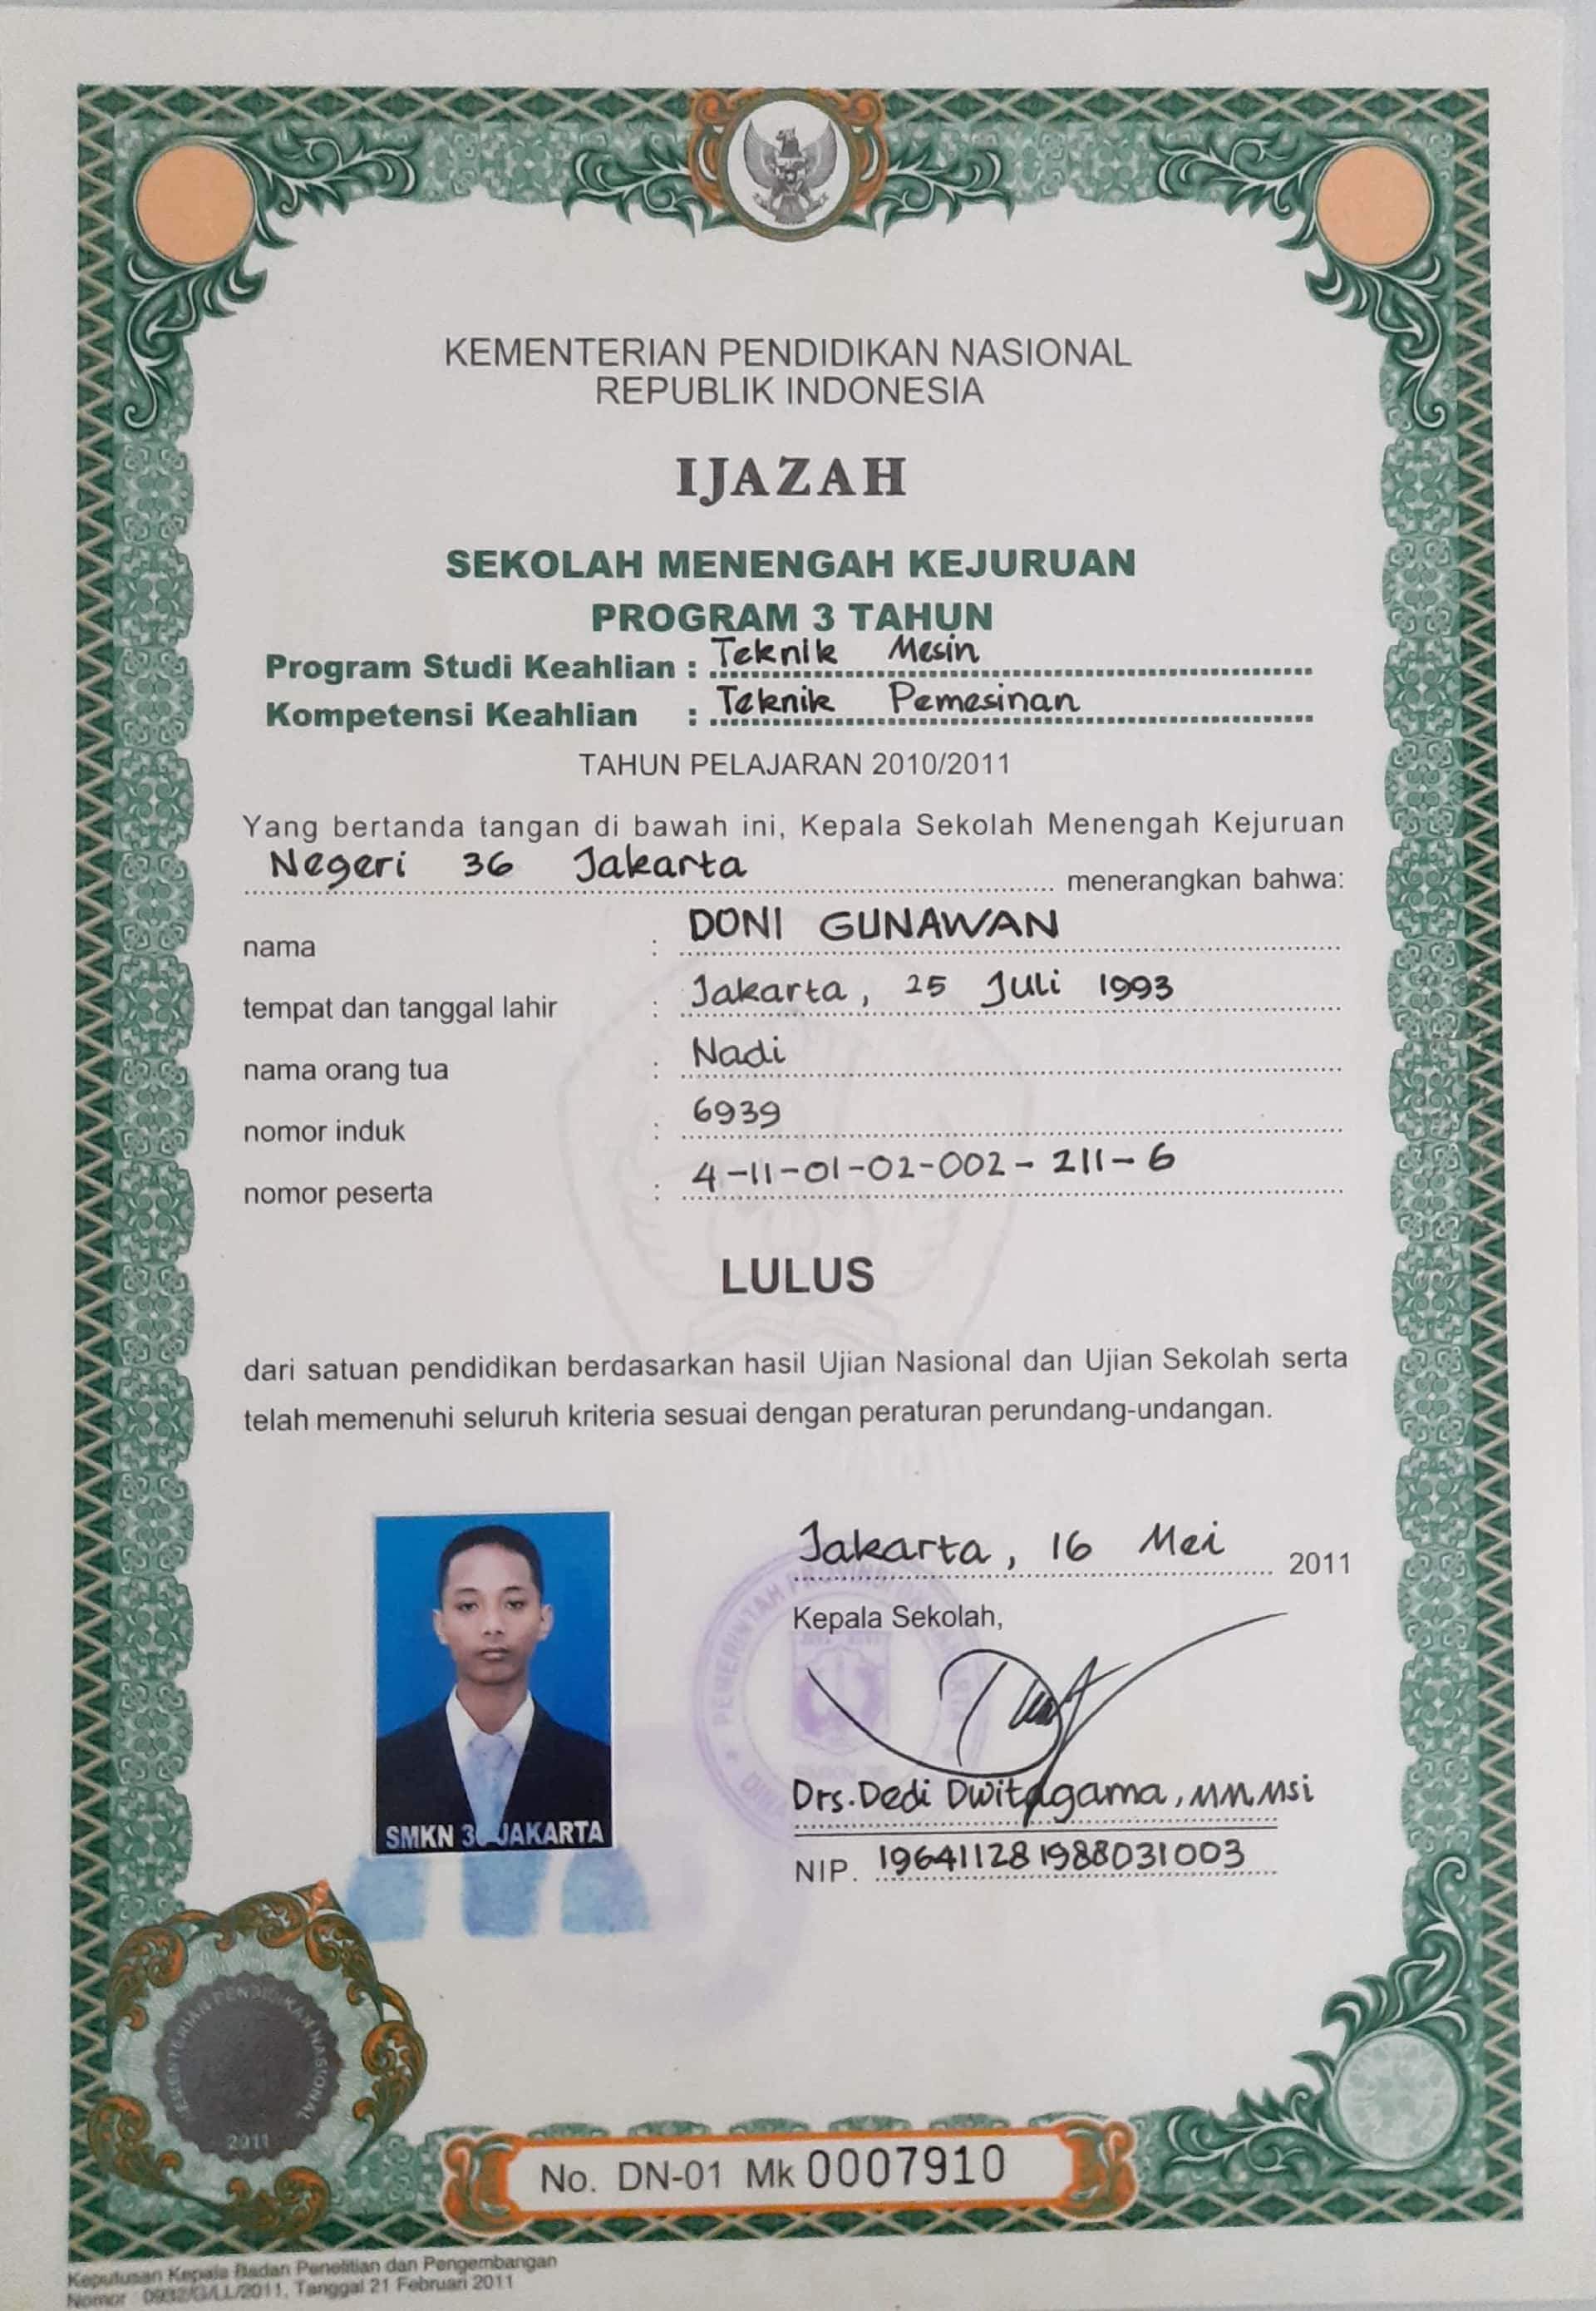 KEMENTERIAN PENDIDIKAN NASIONAL
REPUBLIK INDONESIA
IJAZAH
SEKOLAH MENENGAH KEJURUAN
PROGRAM 3 TAHUN
Program Studi Keahlian : Teknik Mesin
Kompetensi Keahlian : Teknik Pemesinan
TAHUN PELAJARAN 2010/2011
Yang bertanda tangan di bawah ini, Kepala Sekolah Menengah Kejuruan
Negeri 36 Jakarta menerangkan bahwa:
nama : DONI GUNAWAN
tempat dan tanggal lahir : Jakarta, 25 Juli 1993
nama orang tua : Nadi
nomor induk : 6939
nomor peserta : 4-11-01-02-002-211-6
LULUS
dari satuan pendidikan berdasarkan hasil Ujian Nasional dan Ujian Sekolah serta
telah memenuhi seluruh kriteria sesuai dengan peraturan perundang-undangan.
Jakarta, 16 Mei 2011
Kepala Sekolah,
PEMERINTAH PROVINSI
SMKN 36
Drs. Dedi Dwitagama, MM, Msi
NIP. 196411281988031003
SMKN 36 JAKARTA
KEMENTERIAN PENDIDIKAN NASIONAL
2011
No. DN-01 Mk 0007910
Keputusan Kepala Badan Penelitian dan Pengembangan
Nomor 0932/G/LL/2011, Tanggal 21 Februari 2011